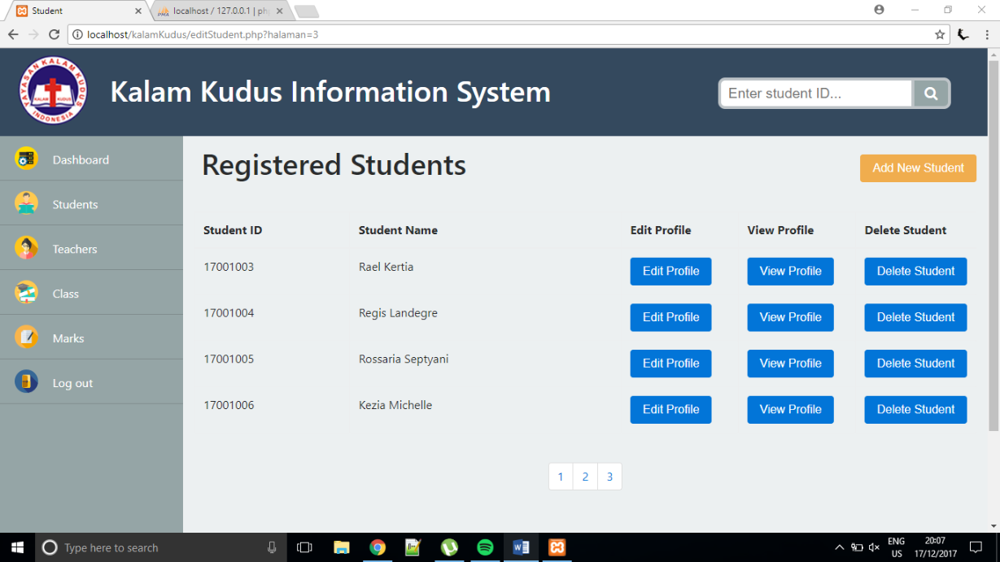 Student
localhost / 127.0.0.1 | ph
localhost/kalamKudus/editStudent.php?halaman=3
YAYASAN KALAM KUDUS
KALAM KUDUS
INDONESIA
Kalam Kudus Information System
Enter student ID...
Dashboard
Students
Teachers
Class
Marks
Log out
Registered Students
Add New Student
Student ID Student Name Edit Profile View Profile Delete Student
17001003 Rael Kertia Edit Profile View Profile Delete Student
17001004 Regis Landegre Edit Profile View Profile Delete Student
17001005 Rossaria Septyani Edit Profile View Profile Delete Student
17001006 Kezia Michelle Edit Profile View Profile Delete Student
1 2 3
Type here to search
ENG
US
20:07
17/12/2017